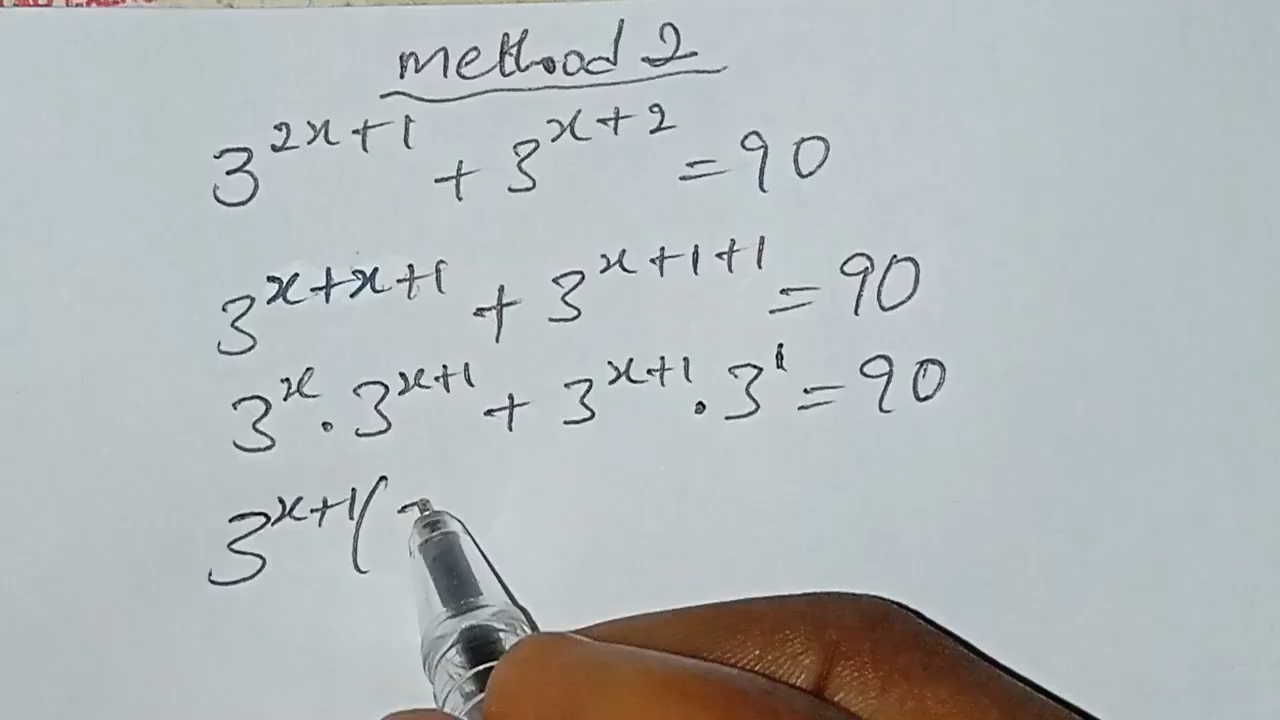 method 2
3^{2x+1} + 3^{x+2} = 90
3^{x+x+1} + 3^{x+1+1} = 90
3^x . 3^{x+1} + 3^{x+1} . 3^1 = 90
3^{x+1}(